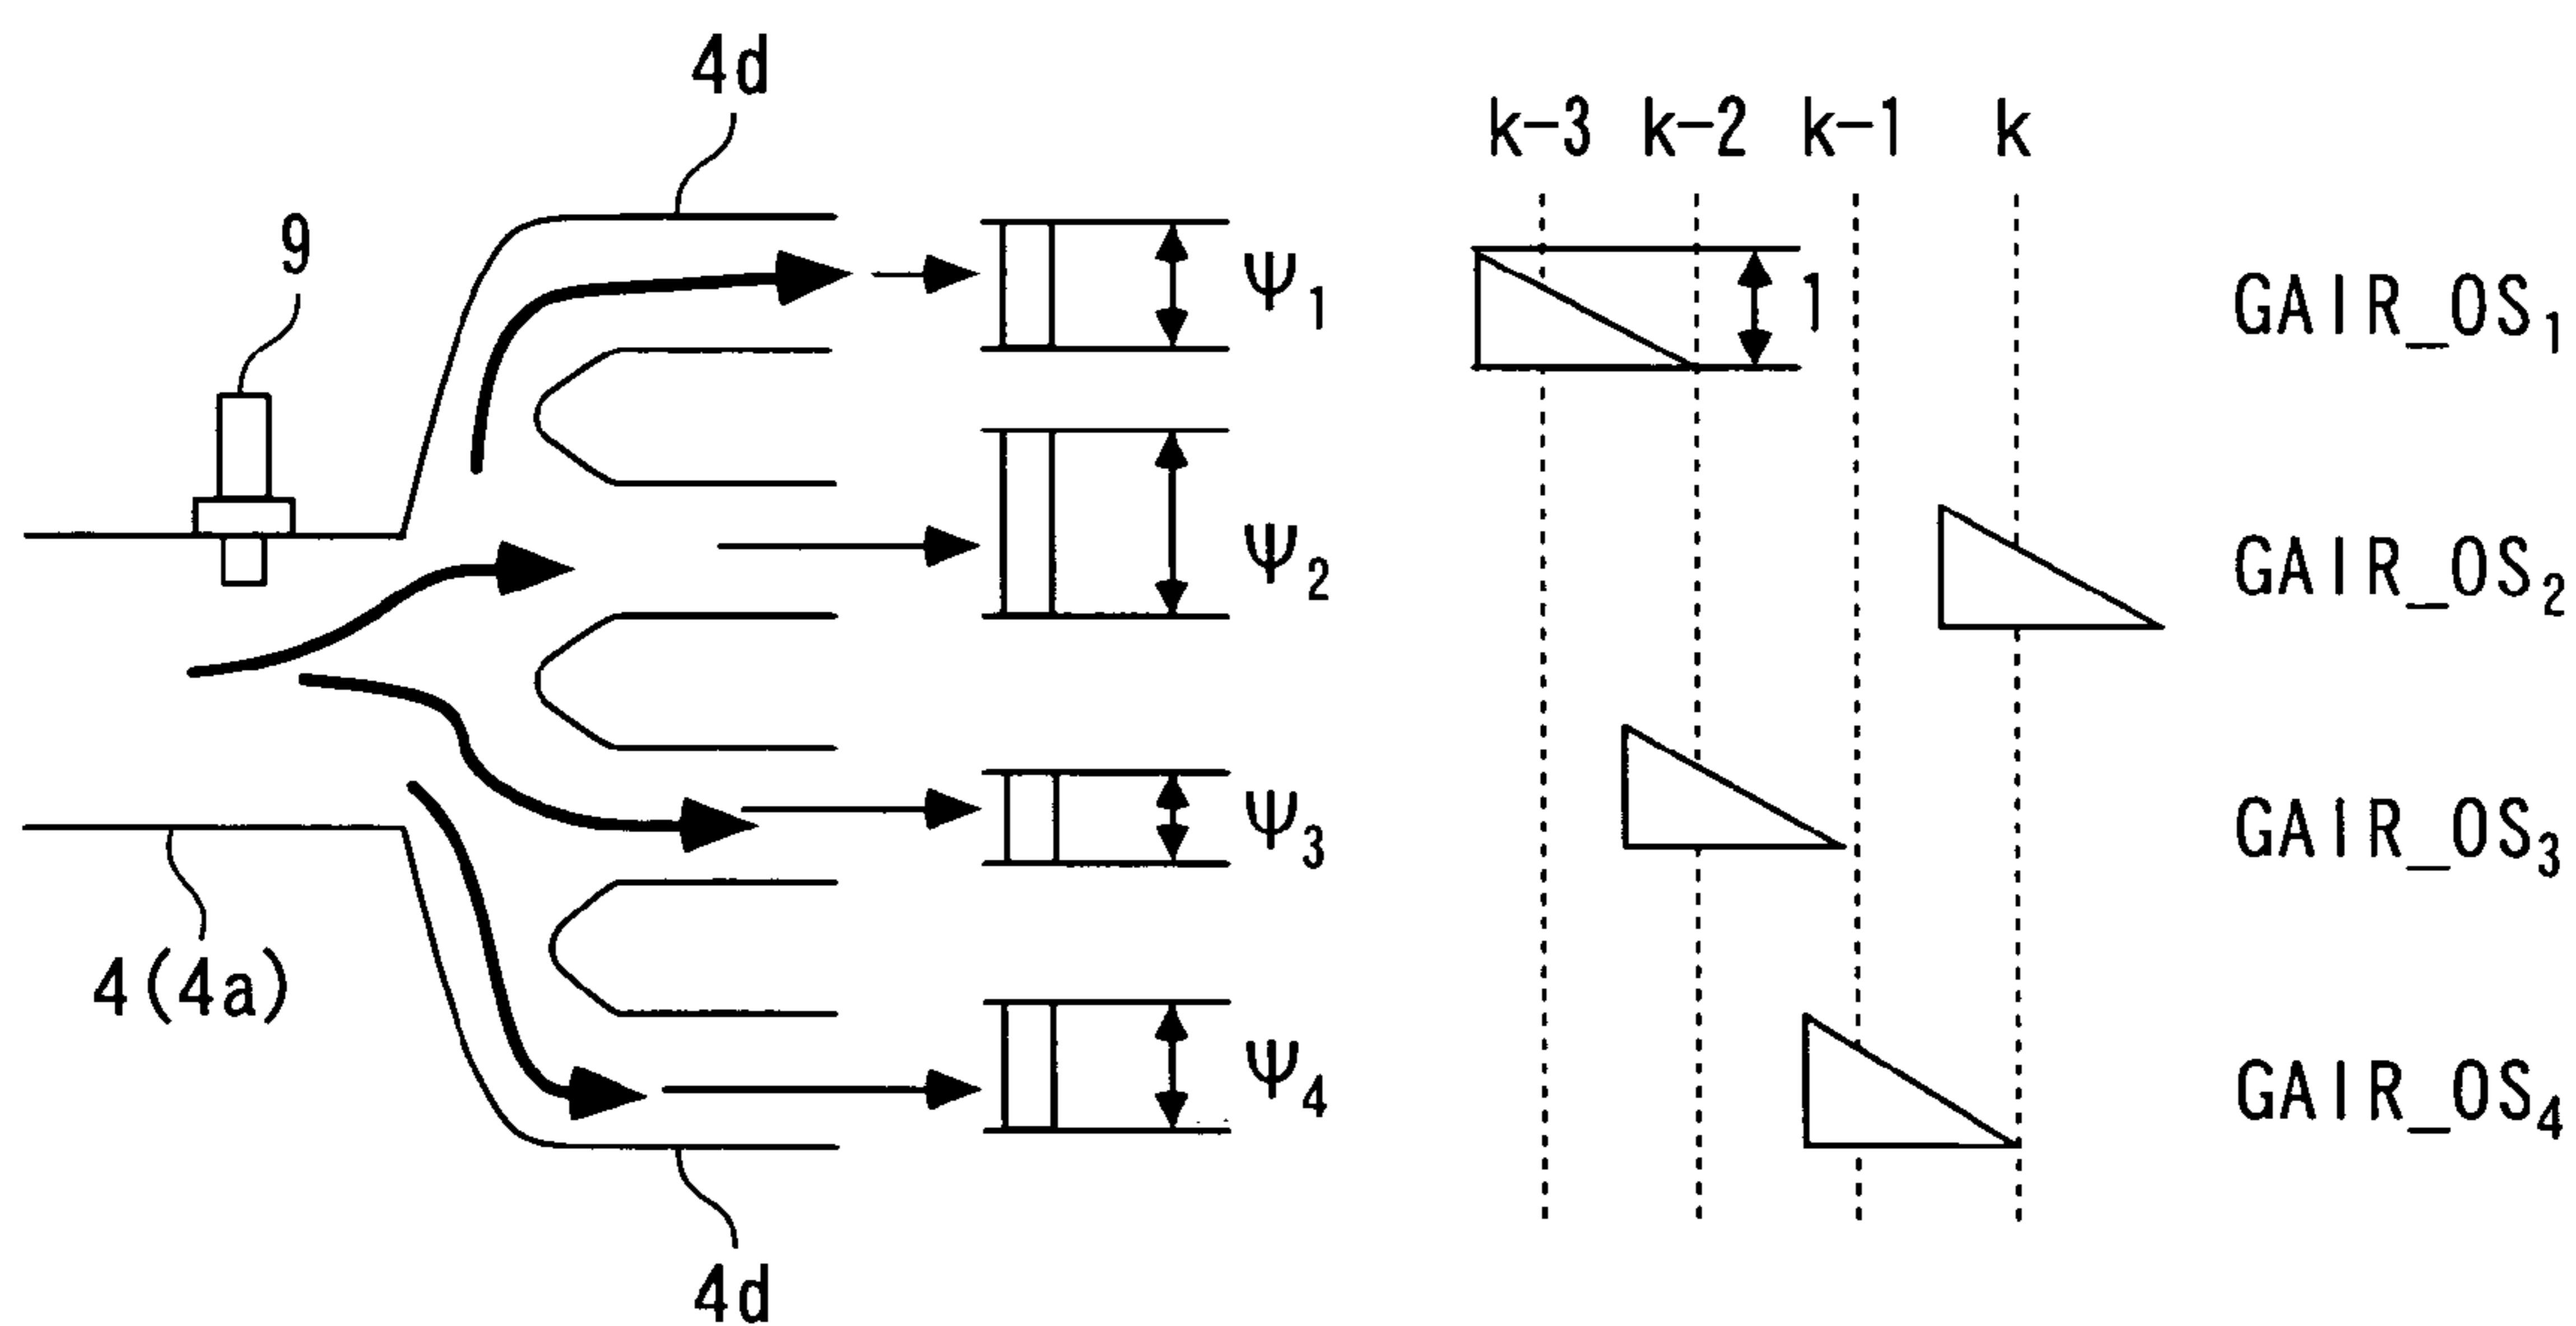 4d
k-3 k-2 k-1 k
9
Ψ1 1 GAIR_OS1
Ψ2 GAIR_OS2
Ψ3 GAIR_OS3
4(4a)
Ψ4 GAIR_OS4
4d